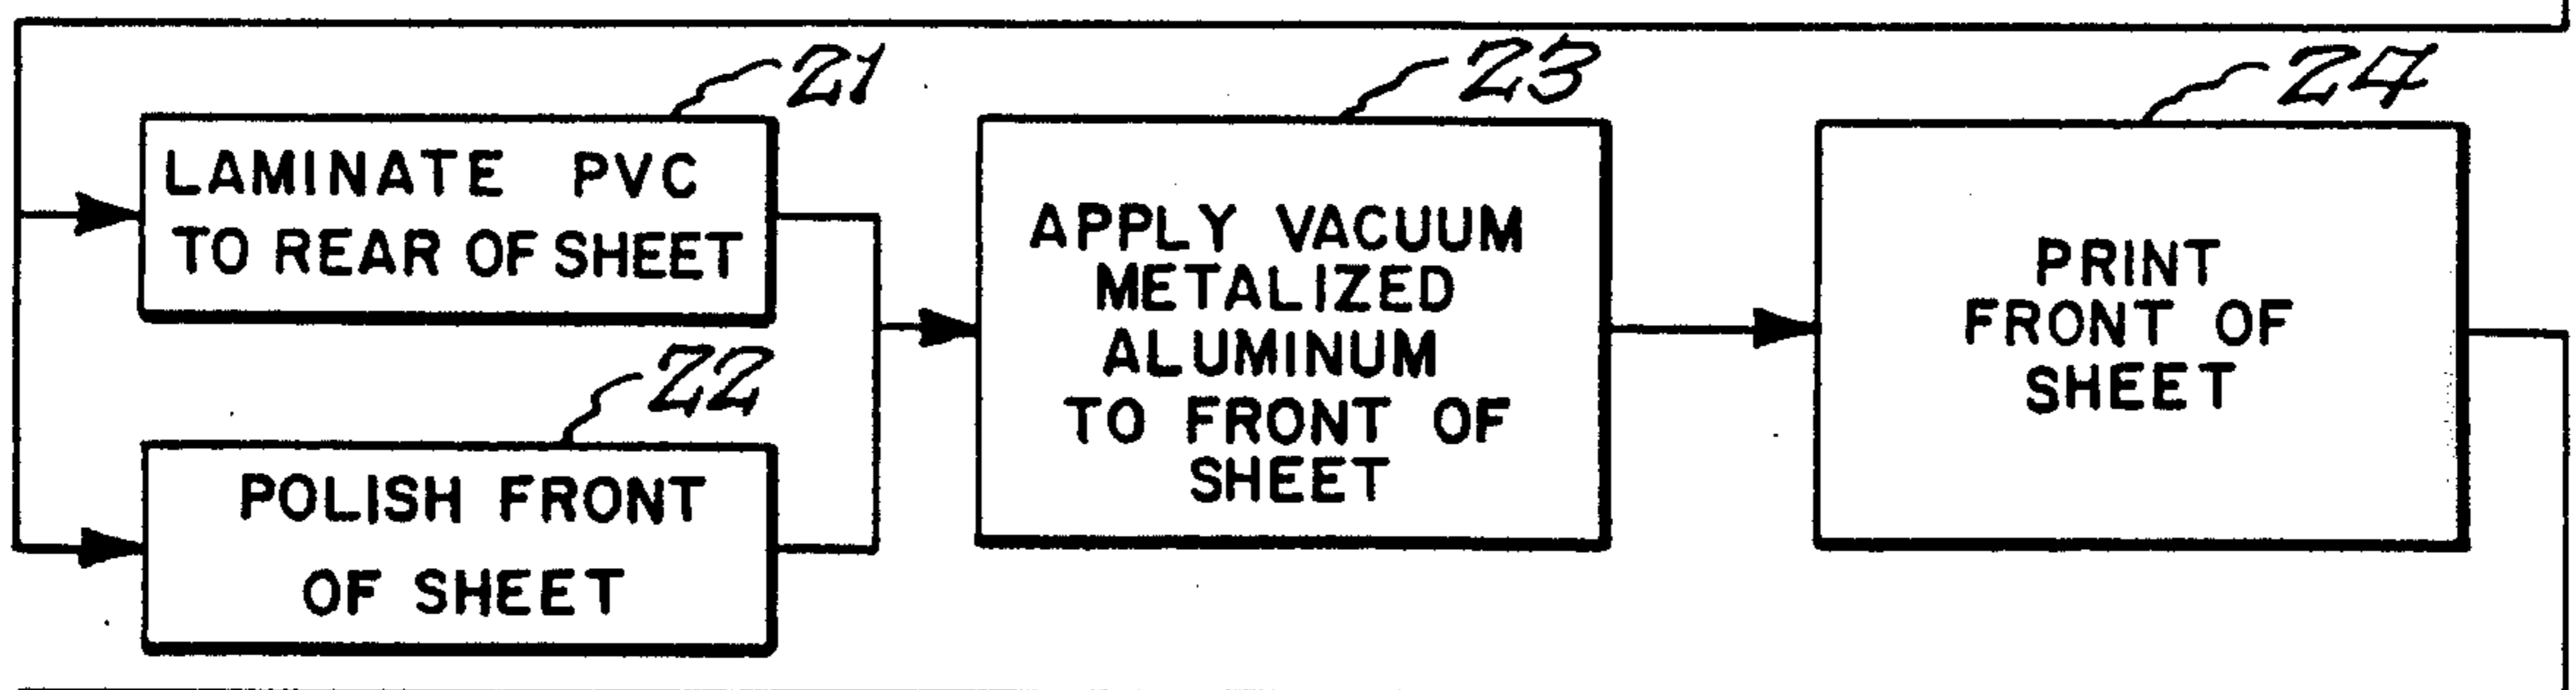 21
LAMINATE PVC
TO REAR OF SHEET
22
POLISH FRONT
OF SHEET
23
APPLY VACUUM
METALIZED
ALUMINUM
TO FRONT OF
SHEET
24
PRINT
FRONT OF
SHEET